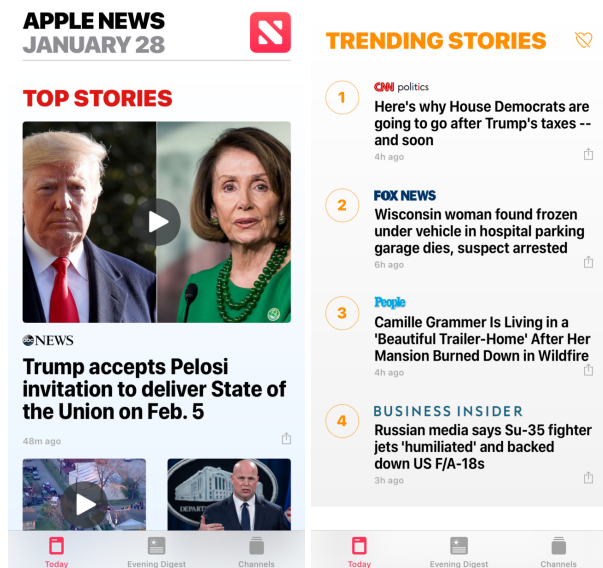 APPLE NEWS
JANUARY 28
TOP STORIES
abc NEWS
Trump accepts Pelosi
invitation to deliver State of
the Union on Feb. 5
48m ago
DEPART
Today
Evening Digest
Channels
TRENDING STORIES
1
CNN politics
Here's why House Democrats are
going to go after Trump's taxes --
and soon
4h ago
2
FOX NEWS
Wisconsin woman found frozen
under vehicle in hospital parking
garage dies, suspect arrested
6h ago
3
People
Camille Grammer Is Living in a
'Beautiful Trailer-Home' After Her
Mansion Burned Down in Wildfire
4h ago
4
BUSINESS INSIDER
Russian media says Su-35 fighter
jets 'humiliated' and backed
down US F/A-18s
3h ago
Today
Evening Digest
Channels